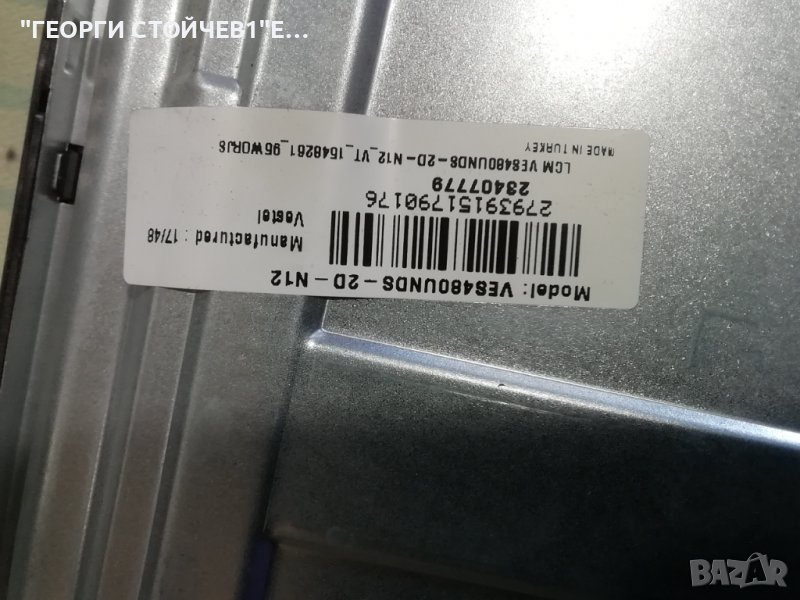 "ГЕОРГИ СТОЙЧЕВ1"Е...
Model: VES480UNDS-2D-N12
Manufactured : 17/48
Vestel
27939151790176
23407779
LCM VES480UNDS-2D-N12_VT_1548261_95WORJS
MADE IN TURKEY
BAZAR